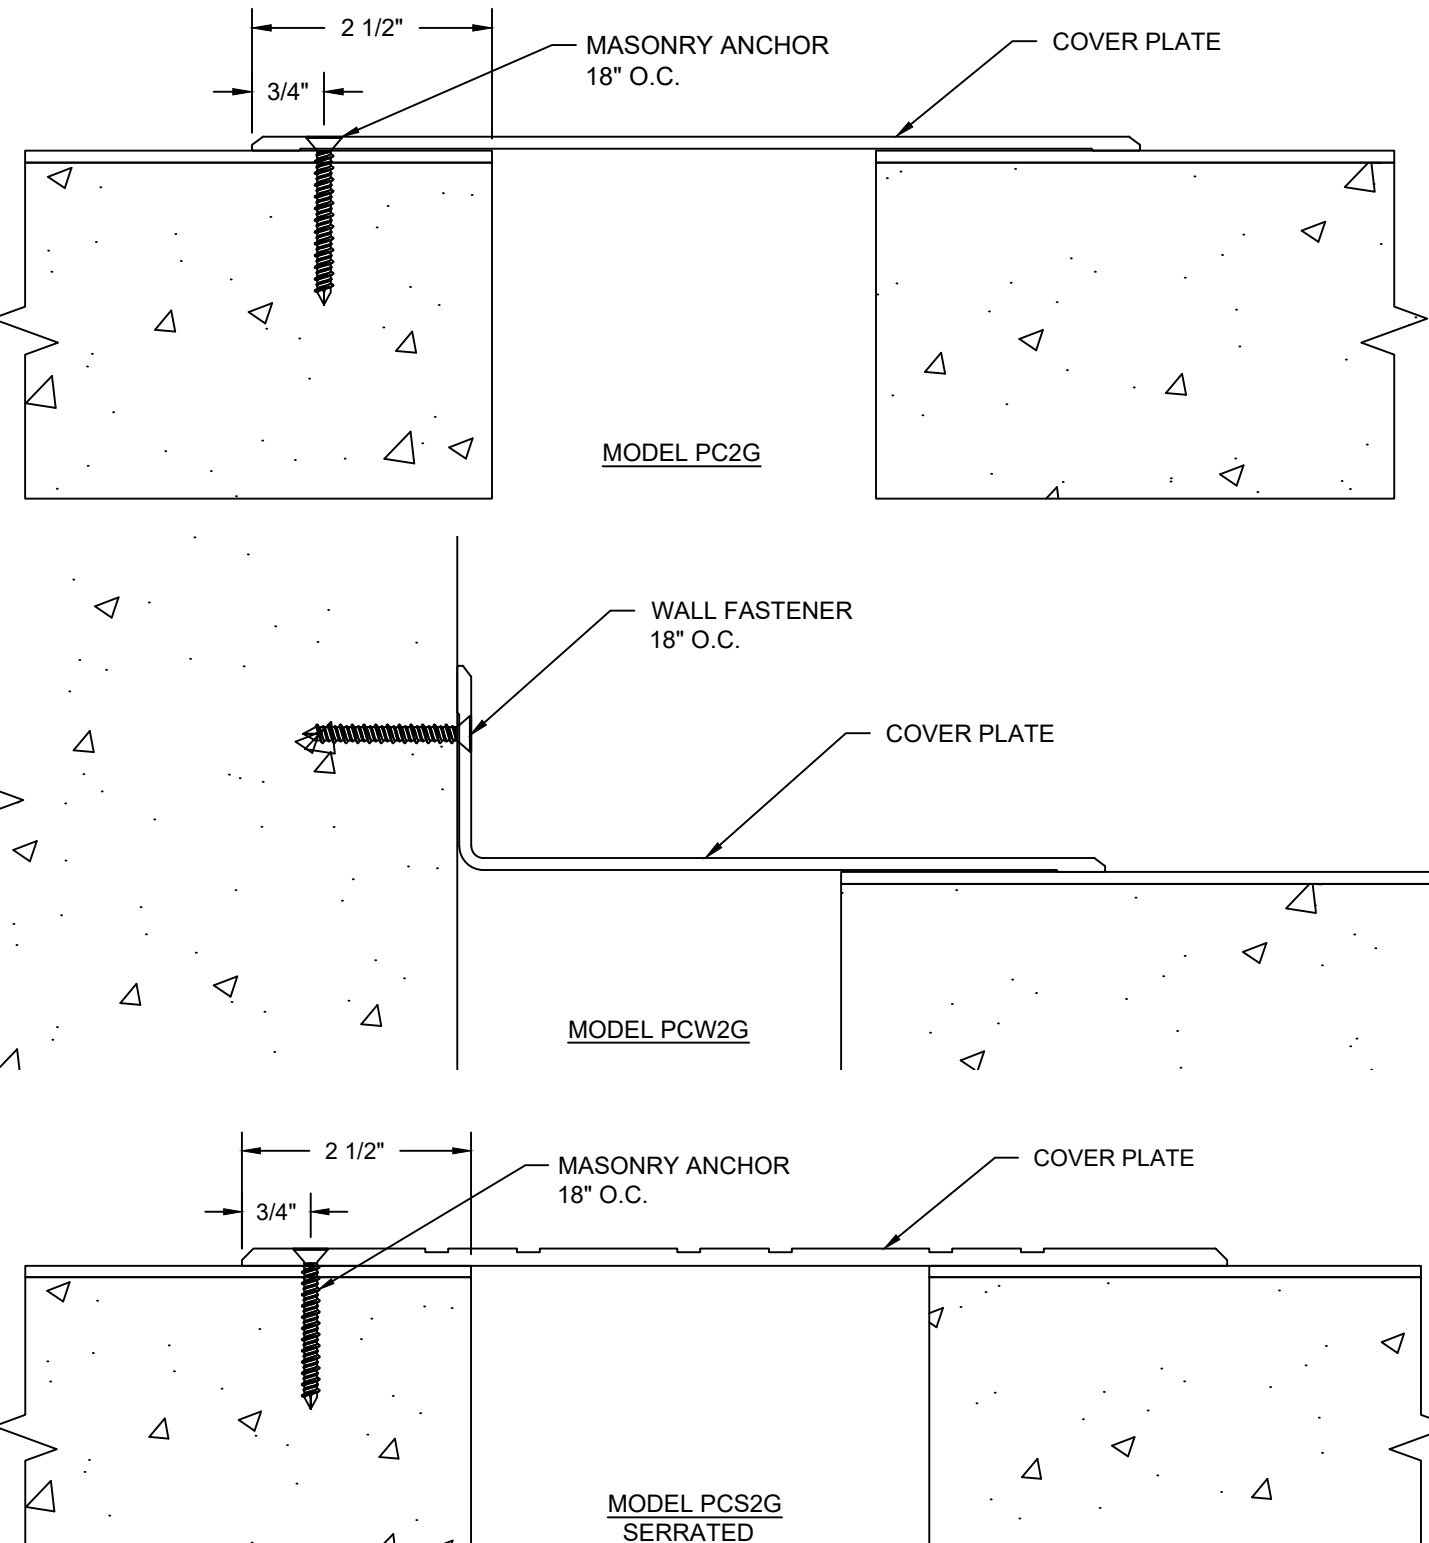 2 1/2"
MASONRY ANCHOR
18" O.C.
COVER PLATE
3/4"
MODEL PC2G
WALL FASTENER
18" O.C.
COVER PLATE
MODEL PCW2G
2 1/2"
MASONRY ANCHOR
18" O.C.
COVER PLATE
3/4"
MODEL PCS2G
SERRATED